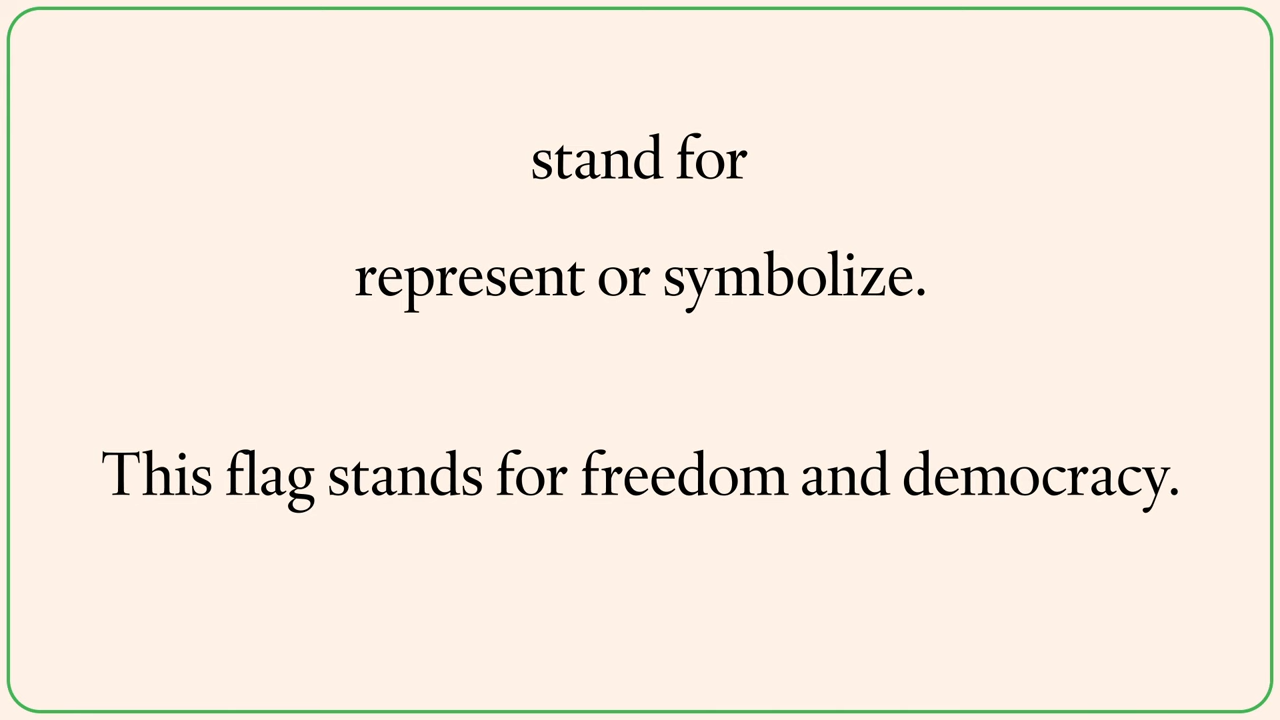 stand for
represent or symbolize.
This flag stands for freedom and democracy.